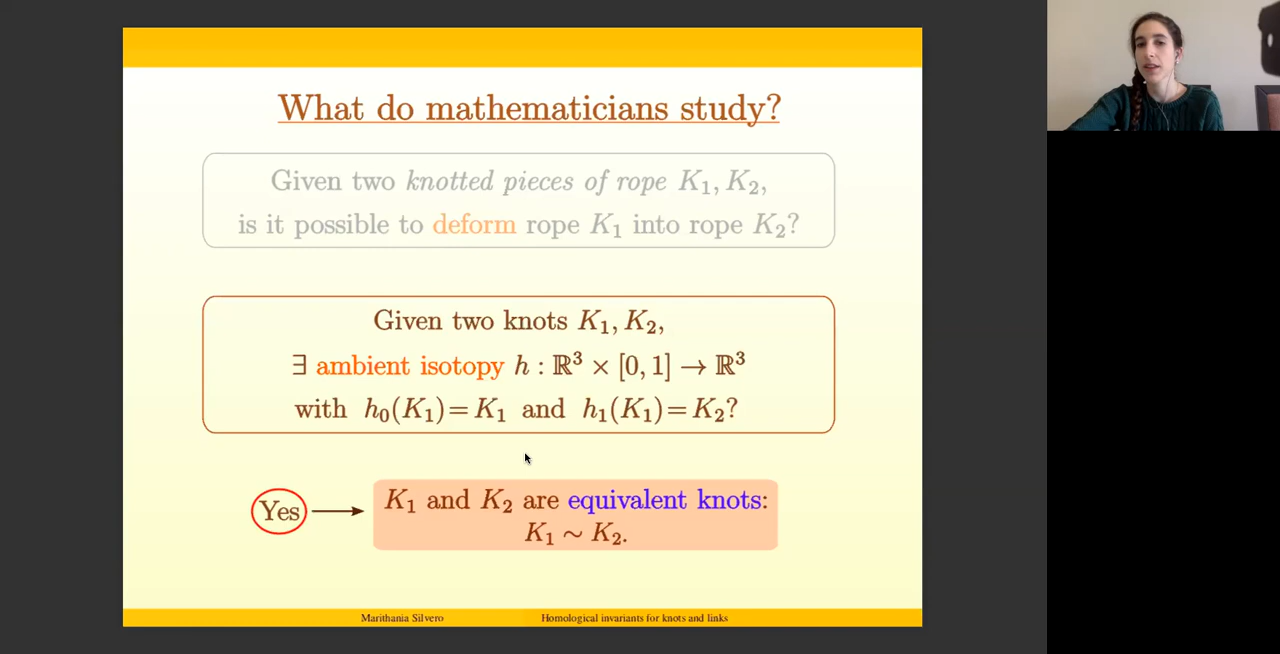 What do mathematicians study?
Given two knotted pieces of rope K₁, K₂,
is it possible to deform rope K₁ into rope K₂?
Given two knots K₁, K₂,
∃ ambient isotopy h : ℝ³ × [0, 1] → ℝ³
with h₀(K₁)=K₁ and h₁(K₁)=K₂?
Yes
K₁ and K₂ are equivalent knots:
K₁ ∼ K₂.
Marithania Silvero Homological invariants for knots and links